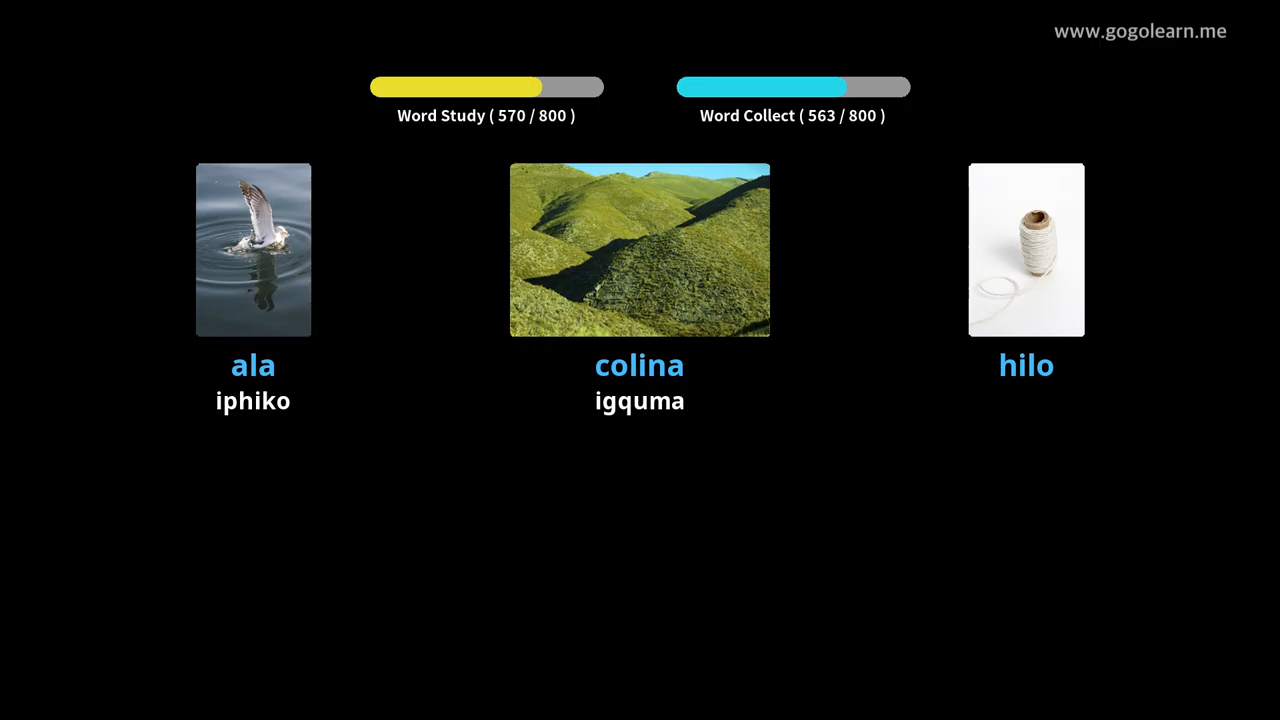 www.gogolearn.me
Word Study ( 570 / 800 )
Word Collect ( 563 / 800 )
ala
iphiko
colina
igquma
hilo